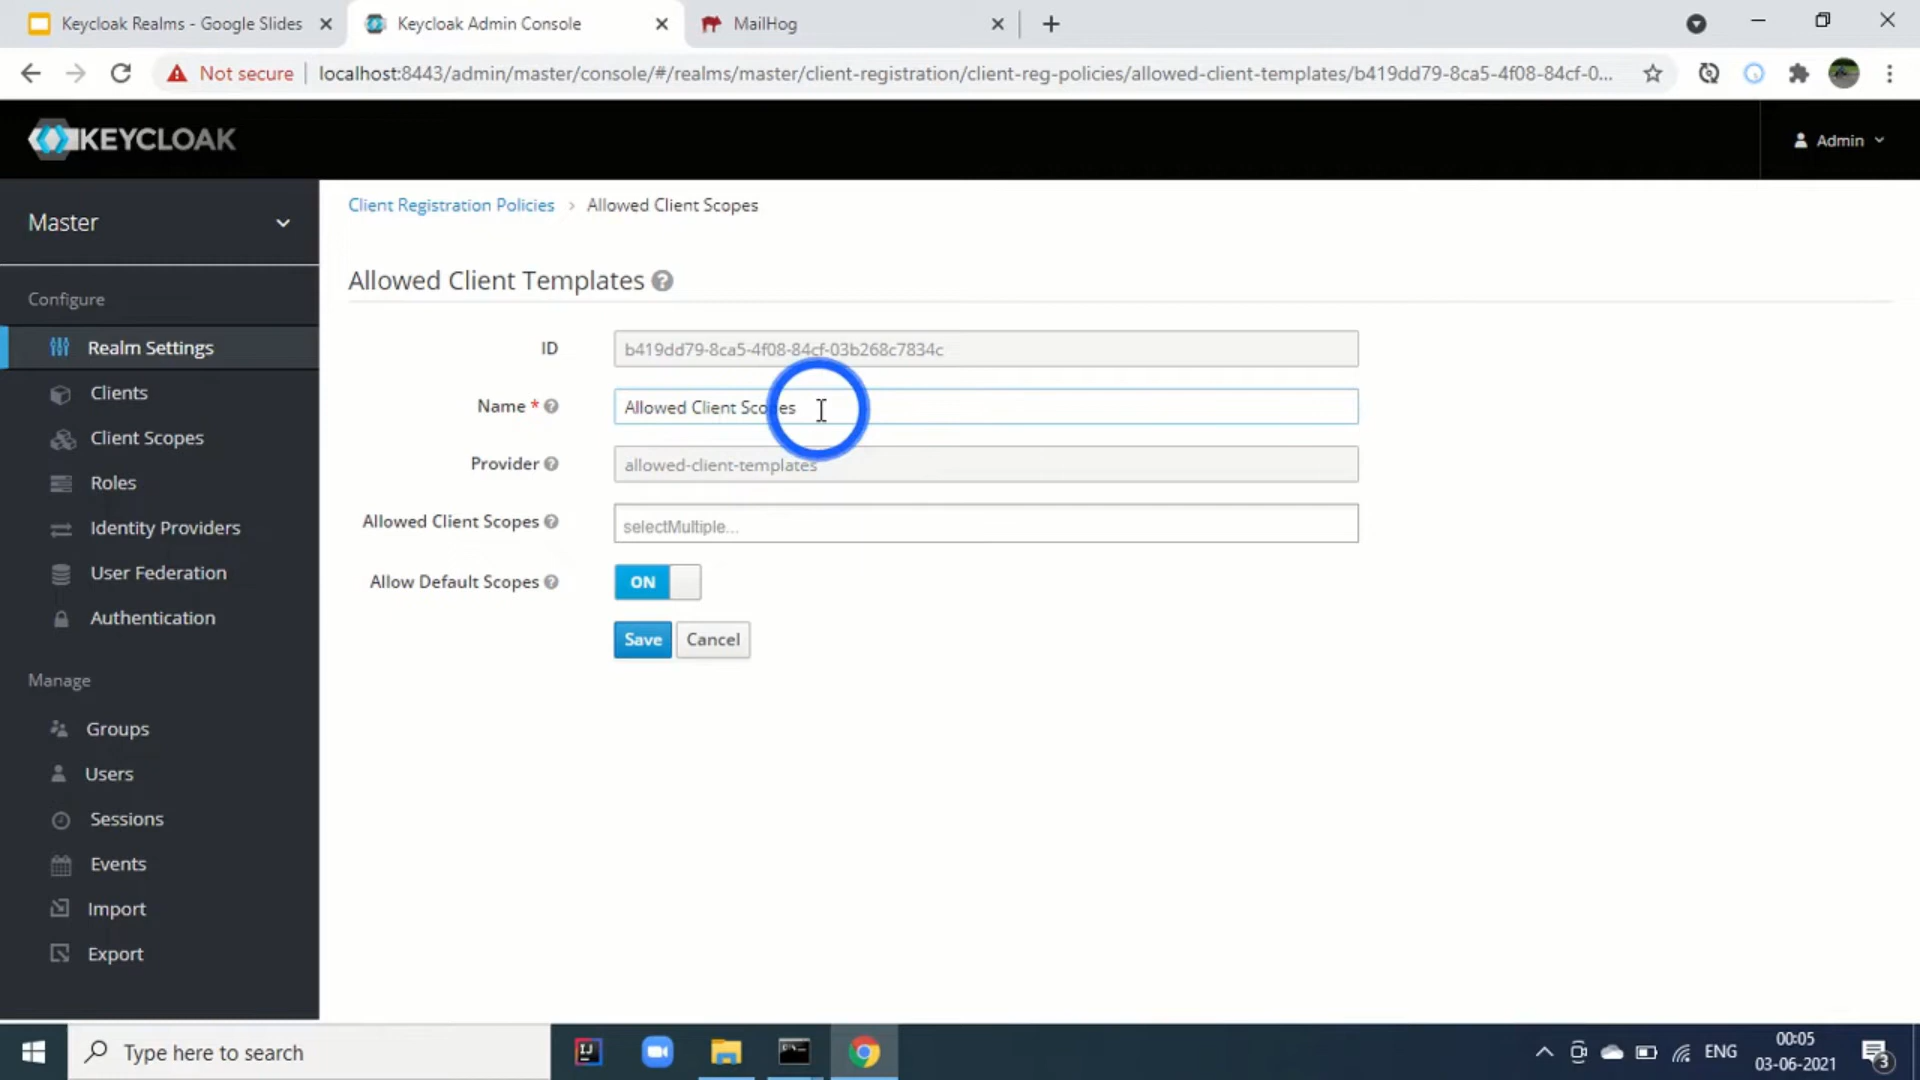 Keycloak Realms - Google Slides
Keycloak Admin Console
MailHog
Not secure
localhost:8443/admin/master/console/#/realms/master/client-registration/client-reg-policies/allowed-client-templates/b419dd79-8ca5-4f08-84cf-0...
KEYCLOAK
Admin
Master
Client Registration Policies > Allowed Client Scopes
Configure
Realm Settings
Clients
Client Scopes
Roles
Identity Providers
User Federation
Authentication
Manage
Groups
Users
Sessions
Events
Import
Export
Allowed Client Templates
ID
b419dd79-8ca5-4f08-84cf-03b268c7834c
Name *
Allowed Client Scopes
Provider
allowed-client-templates
Allowed Client Scopes
selectMultiple...
Allow Default Scopes
ON
Save
Cancel
Type here to search
ENG
00:05
03-06-2021
3